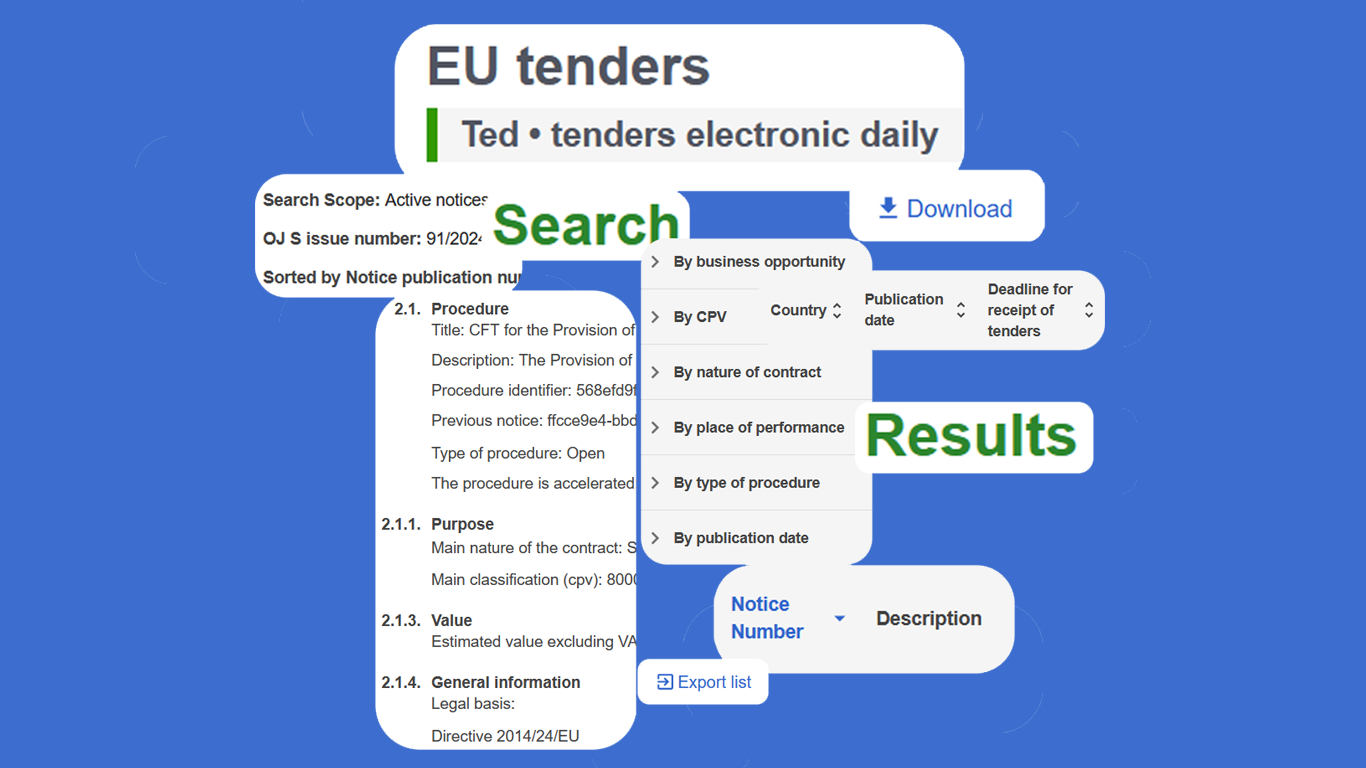 EU tenders
Ted • tenders electronic daily
Search Scope: Active notices
OJ S issue number: 91/2024
Sorted by Notice publication
Search
Download
By business opportunity
By CPV
By nature of contract
By place of performance
By type of procedure
By publication date
Country
Publication
date
Deadline for
receipt of
tenders
Results
2.1. Procedure
Title: CFT for the Provision of
Description: The Provision of
Procedure identifier: 568efd9f
Previous notice: ffcce9e4-bbd
Type of procedure: Open
The procedure is accelerated
2.1.1. Purpose
Main nature of the contract: S
Main classification (cpv): 8000
2.1.3. Value
Estimated value excluding VA
2.1.4. General information
Legal basis:
Directive 2014/24/EU
Notice
Number
Description
Export list